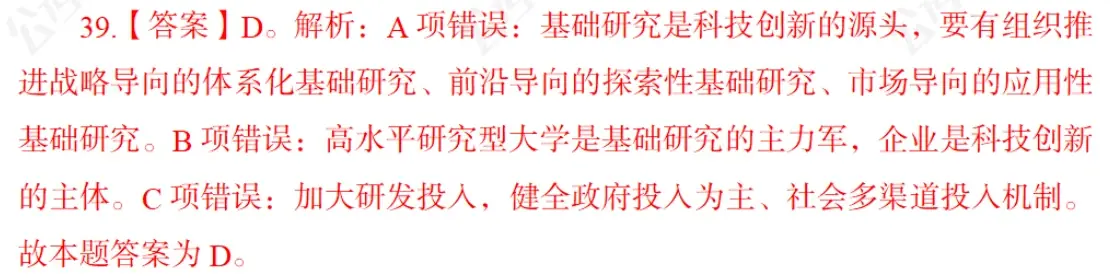 39.【答案】D。解析：A 项错误：基础研究是科技创新的源头，要有组织推
进战略导向的体系化基础研究、前沿导向的探索性基础研究、市场导向的应用性
基础研究。B 项错误：高水平研究型大学是基础研究的主力军，企业是科技创新
的主体。C 项错误：加大研发投入，健全政府投入为主、社会多渠道投入机制。
故本题答案为 D。